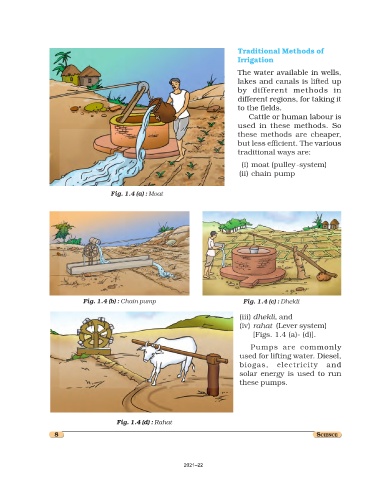 Traditional Methods of
Irrigation
The water available in wells,
lakes and canals is lifted up
by different methods in
different regions, for taking it
to the fields.
Cattle or human labour is
used in these methods. So
these methods are cheaper,
but less efficient. The various
traditional ways are:
(i) moat (pulley -system)
(ii) chain pump
Fig. 1.4 (a) : Moat
Fig. 1.4 (b) : Chain pump
Fig. 1.4 (c) : Dhekli
(iii) dhekli, and
(iv) rahat (Lever system)
[Figs. 1.4 (a)- (d)].
Pumps are commonly
used for lifting water. Diesel,
biogas, electricity and
solar energy is used to run
these pumps.
Fig. 1.4 (d) : Rahat
8
SCIENCE
2021–22